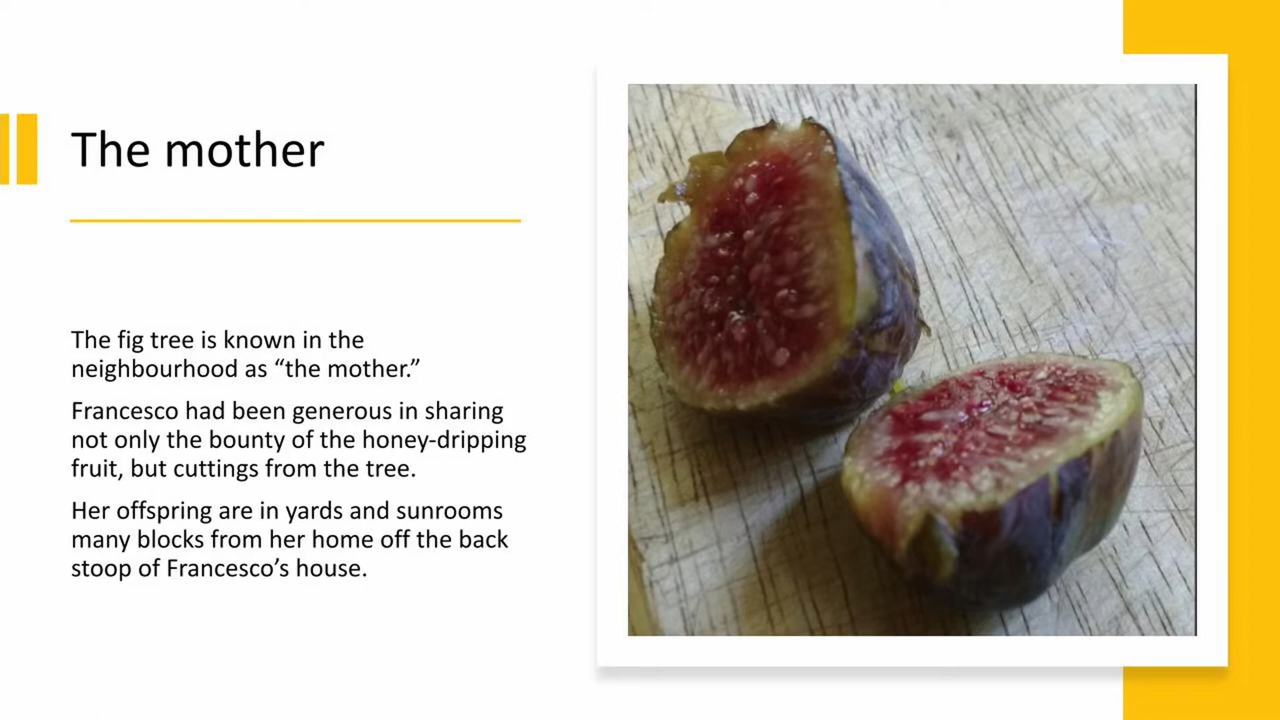 The mother
The fig tree is known in the
neighbourhood as “the mother.”
Francesco had been generous in sharing
not only the bounty of the honey-dripping
fruit, but cuttings from the tree.
Her offspring are in yards and sunrooms
many blocks from her home off the back
stoop of Francesco’s house.